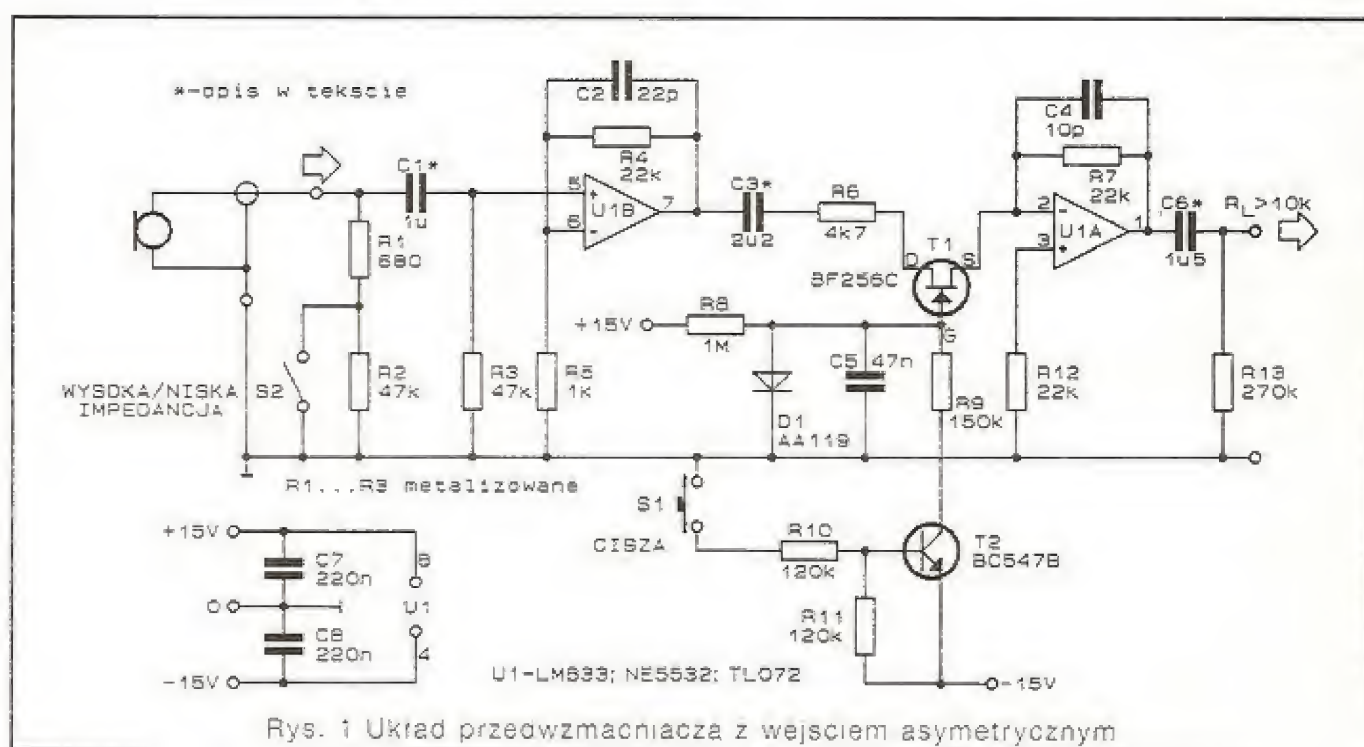 *-opis w tekście
C1*
1u
R1
680
WYSOKA/NISKA
IMPEDANCJA
S2
R2
47k
R3
47k
C2 22p
R4
22k
5
+
6
-
U1B
7
R5
1k
C3*
2u2
R6
4k7
T1
D
S
G
BF256C
+15V
R8
1M
D1
AA119
C5 47n
R9
150k
C4
10p
R7
22k
2
-
3
+
U1A
1
C6*
1u5
RL>10k
R12
22k
R13
270k
R1...R3 metalizowane
S1
CISZA
R10
120k
R11
120k
T2
BC547B
-15V
+15V
C7
220n
0
C8
220n
-15V
8
U1
4
U1-LM833; NE5532; TL072
Rys. 1 Układ przedwzmacniacza z wejściem asymetrycznym